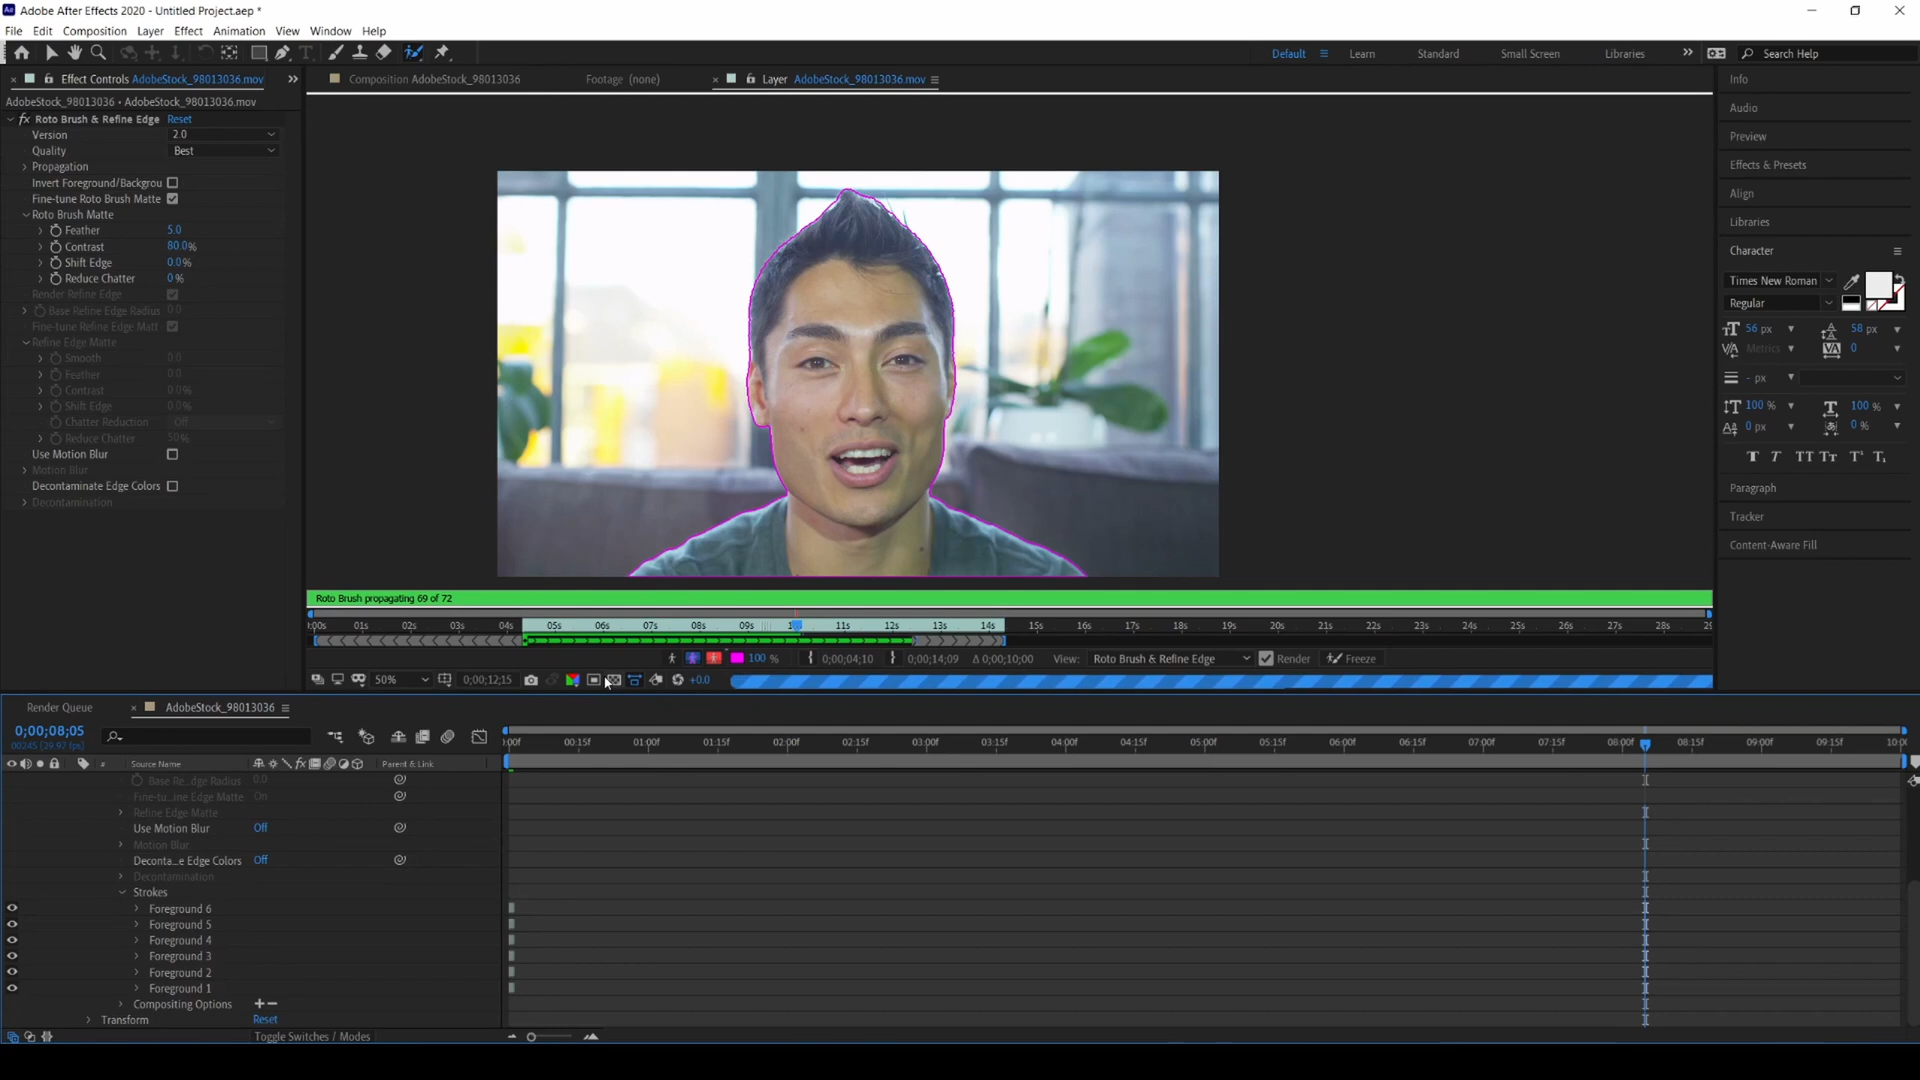 Adobe After Effects 2020 - Untitled Project.aep *
File Edit Composition Layer Effect Animation View Window Help
Default Learn Standard Small Screen Libraries Search Help
Effect Controls AdobeStock_98013036.mov
Composition AdobeStock_98013036
Footage (none)
Layer AdobeStock_98013036.mov
AdobeStock_98013036 • AdobeStock_98013036.mov
fx Roto Brush & Refine Edge Reset
Version 2.0
Quality Best
Propagation
Invert Foreground/Backgrou
Fine-tune Roto Brush Matte
Roto Brush Matte
Feather 5.0
Contrast 80.0%
Shift Edge 0.0%
Reduce Chatter 0%
Render Refine Edge
Base Refine Edge Radius 0.0
Fine-tune Refine Edge Matt
Refine Edge Matte
Smooth 0.0
Feather 0.0
Contrast 0.0%
Shift Edge 0.0%
Chatter Reduction Off
Reduce Chatter 50%
Use Motion Blur
Motion Blur
Decontaminate Edge Colors
Decontamination
Info
Audio
Preview
Effects & Presets
Align
Libraries
Character
Times New Roman
Regular
56 px 58 px
Metrics 0
- px
100 % 100 %
0 px 0 %
T T TT Tt T¹ T₁
Paragraph
Tracker
Content-Aware Fill
Roto Brush propagating 69 of 72
:00s 01s 02s 03s 04s 05s 06s 07s 08s 09s 11s 12s 13s 14s 15s 16s 17s 18s 19s 20s 21s 22s 23s 24s 25s 26s 27s 28s
100 % 0;00;04;10 0;00;14;09 Δ 0;00;10;00 View: Roto Brush & Refine Edge Render Freeze
50% 0;00;12;15 +0.0
Render Queue
AdobeStock_98013036
0;00;08;05
00245 (29.97 fps)
:00f 00:15f 01:00f 01:15f 02:00f 02:15f 03:00f 03:15f 04:00f 04:15f 05:00f 05:15f 06:00f 06:15f 07:00f 07:15f 08:00f 08:15f 09:00f 09:15f 10:00
# Source Name Parent & Link
Base Re...dge Radius 0.0
Fine-tu...ine Edge Matte On
Refine Edge Matte
Use Motion Blur Off
Motion Blur
Deconta...e Edge Colors Off
Decontamination
Strokes
Foreground 6
Foreground 5
Foreground 4
Foreground 3
Foreground 2
Foreground 1
Compositing Options + −
Transform Reset
Toggle Switches / Modes